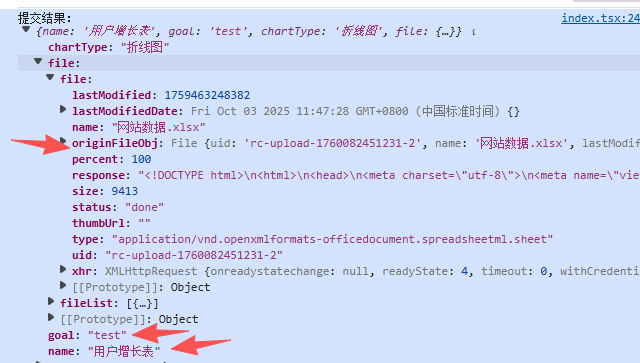 提交结果: index.tsx:24
{name: '用户增长表', goal: 'test', chartType: '折线图', file: {…}} i
chartType: "折线图"
file:
file:
lastModified: 1759463248382
lastModifiedDate: Fri Oct 03 2025 11:47:28 GMT+0800 (中国标准时间) {}
name: "网站数据.xlsx"
originFileObj: File {uid: 'rc-upload-1760082451231-2', name: '网站数据.xlsx', lastModif
percent: 100
response: "<!DOCTYPE html>\n<html>\n<head>\n<meta charset=\"utf-8\">\n<meta name=\"vie
size: 9413
status: "done"
thumbUrl: ""
type: "application/vnd.openxmlformats-officedocument.spreadsheetml.sheet"
uid: "rc-upload-1760082451231-2"
xhr: XMLHttpRequest {onreadystatechange: null, readyState: 4, timeout: 0, withCredenti
[[Prototype]]: Object
fileList: [{…}]
[[Prototype]]: Object
goal: "test"
name: "用户增长表"